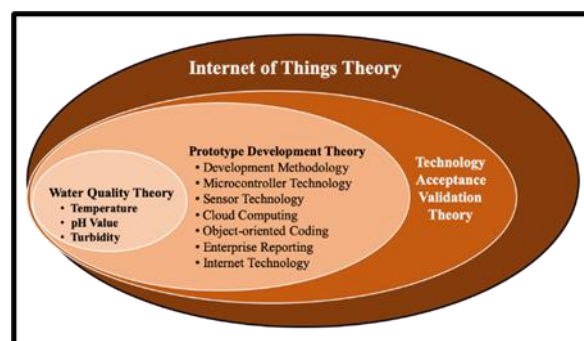 Internet of Things Theory
Prototype Development Theory
• Development Methodology
• Microcontroller Technology
• Sensor Technology
• Cloud Computing
• Object-oriented Coding
• Enterprise Reporting
• Internet Technology
Water Quality Theory
• Temperature
• pH Value
• Turbidity
Technology
Acceptance
Validation
Theory